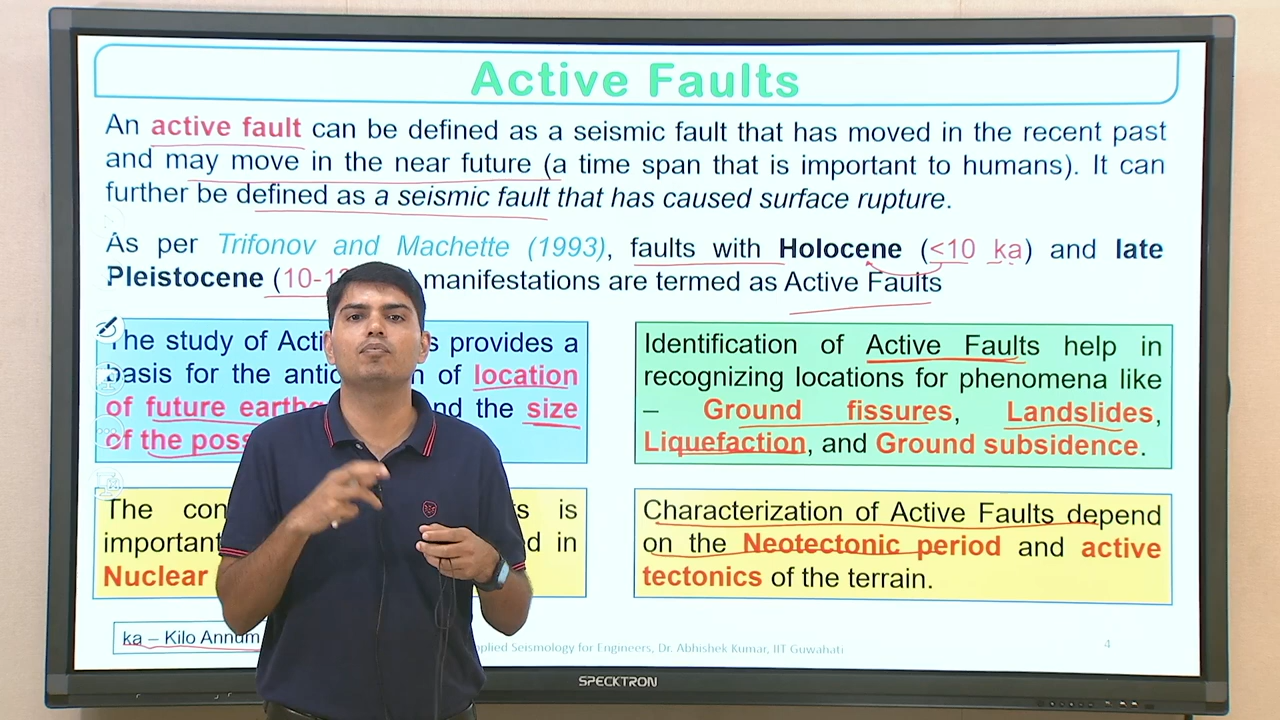 Active Faults
An active fault can be defined as a seismic fault that has moved in the recent past
and may move in the near future (a time span that is important to humans). It can
further be defined as a seismic fault that has caused surface rupture.
As per Trifonov and Machette (1993), faults with Holocene (<10 ka) and late
Pleistocene (10-1 manifestations are termed as Active Faults
The study of Acti s provides a
basis for the antic n of location
of future earthq nd the size
of the poss
Identification of Active Faults help in
recognizing locations for phenomena like
– Ground fissures, Landslides,
Liquefaction, and Ground subsidence.
The con s is
important d in
Nuclear
Characterization of Active Faults depend
on the Neotectonic period and active
tectonics of the terrain.
ka – Kilo Annum
pplied Seismology for Engineers, Dr. Abhishek Kumar, IIT Guwahati
4
SPECKTRON